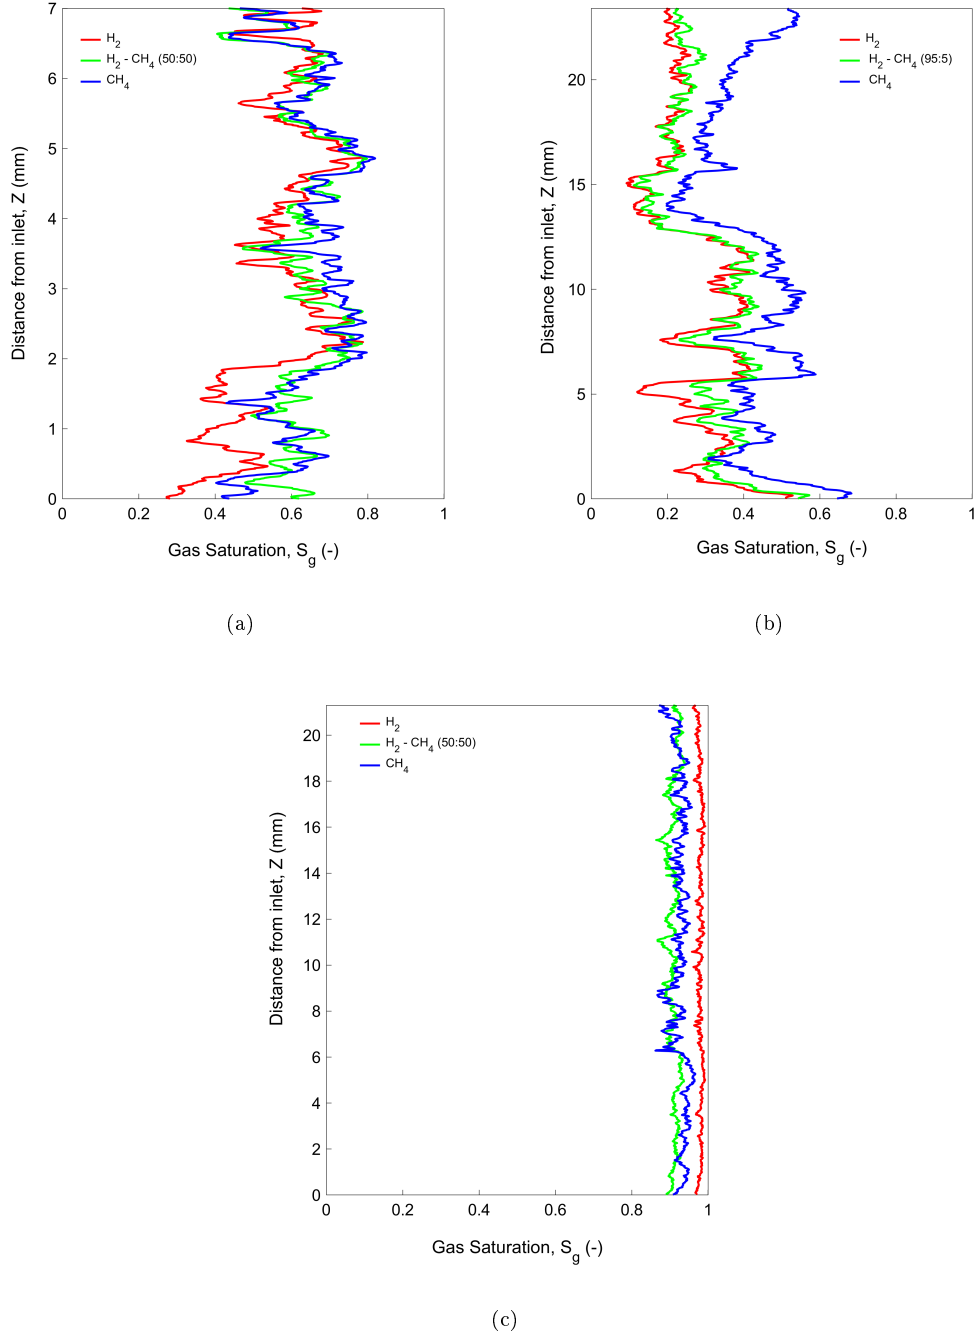 7
6
5
4
3
2
1
0
Distance from inlet, Z (mm)
H2
H2 - CH4 (50:50)
CH4
0 0.2 0.4 0.6 0.8 1
Gas Saturation, Sg (-)
(a)
20
15
10
5
0
Distance from inlet, Z (mm)
H2
H2 - CH4 (95:5)
CH4
0 0.2 0.4 0.6 0.8 1
Gas Saturation, Sg (-)
(b)
20
18
16
14
12
10
8
6
4
2
0
Distance from inlet, Z (mm)
H2
H2 - CH4 (50:50)
CH4
0 0.2 0.4 0.6 0.8 1
Gas Saturation, Sg (-)
(c)